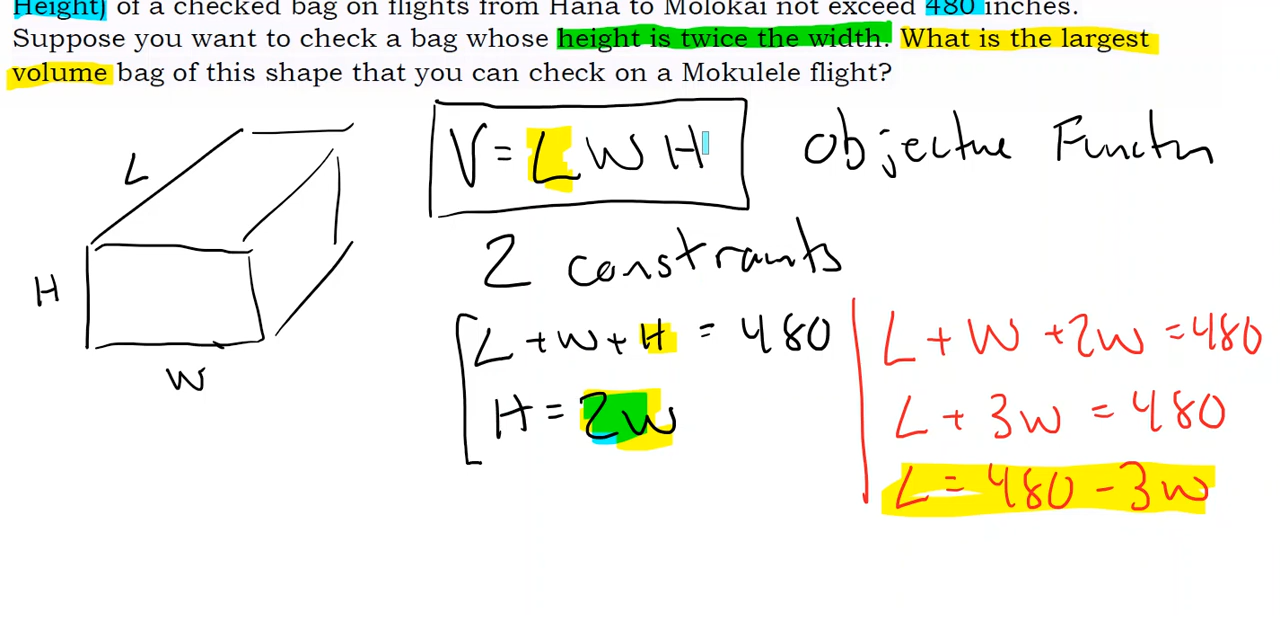 Height) of a checked bag on flights from Hana to Molokai not exceed 480 inches.
Suppose you want to check a bag whose height is twice the width. What is the largest
volume bag of this shape that you can check on a Mokulele flight?
V = L W H
Objective Functn
L
2 constraints
H
L + W + H = 480
L + W + 2W = 480
W
H = 2W
L + 3W = 480
L = 480 - 3W